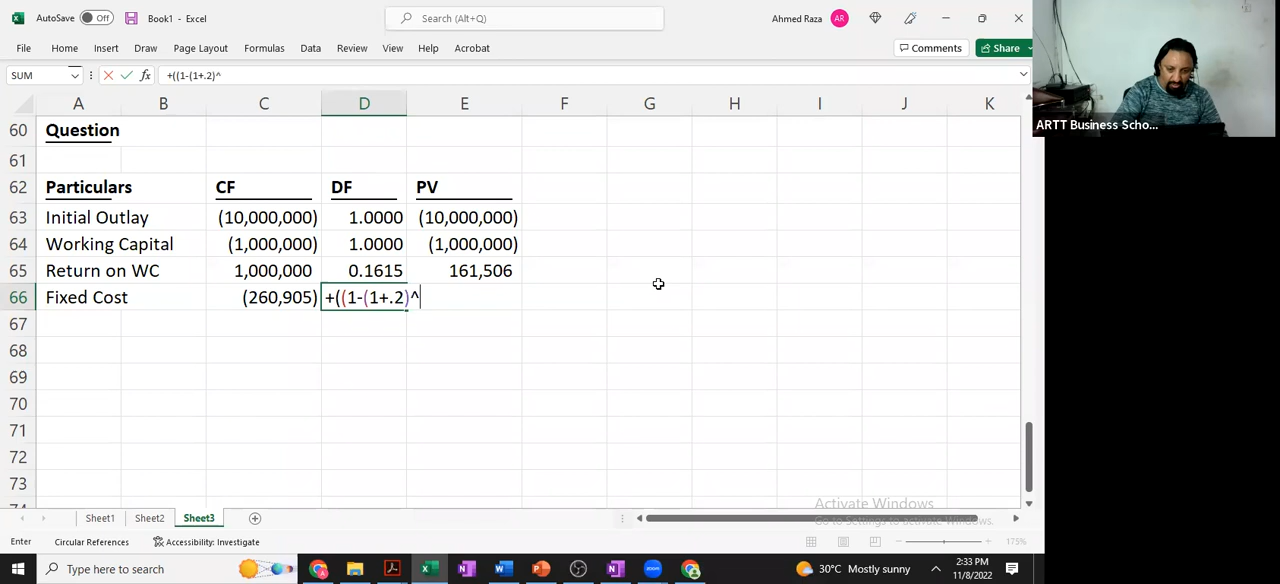 AutoSave Off Book1 - Excel Search (Alt+Q) Ahmed Raza AR
File Home Insert Draw Page Layout Formulas Data Review View Help Acrobat Comments Share
SUM fx +((1-(1+.2)^
ARTT Business Scho...
A B C D E F G H I J K
60 Question
61
62 Particulars CF DF PV
63 Initial Outlay (10,000,000) 1.0000 (10,000,000)
64 Working Capital (1,000,000) 1.0000 (1,000,000)
65 Return on WC 1,000,000 0.1615 161,506
66 Fixed Cost (260,905) +((1-(1+.2)^
67
68
69
70
71
72
73
Activate Windows
Go to Settings to activate Windows.
Sheet1 Sheet2 Sheet3
Enter Circular References Accessibility: Investigate 175%
Type here to search 30°C Mostly sunny 2:33 PM
11/8/2022